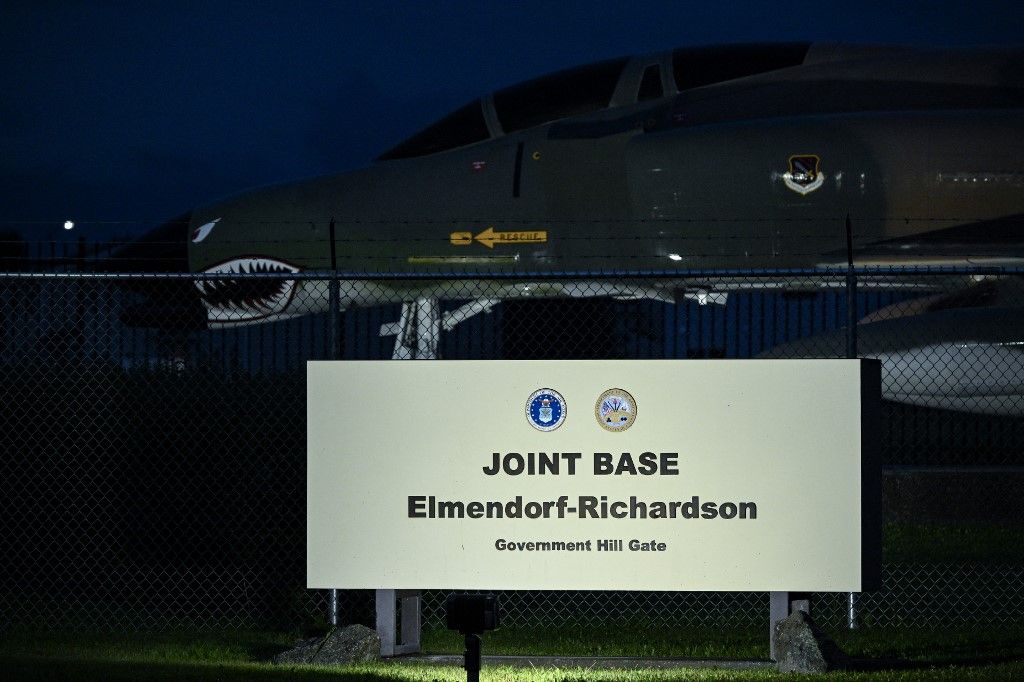 RESCUE
JOINT BASE
Elmendorf-Richardson
Government Hill Gate